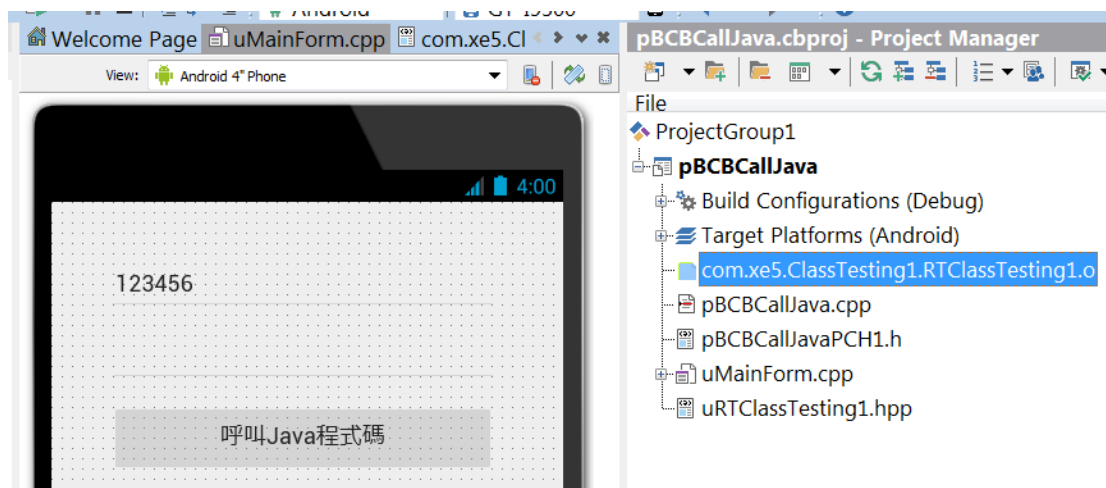 Welcome Page uMainForm.cpp com.xe5.Cl
pBCBCallJava.cbproj - Project Manager
View: Android 4" Phone
File
ProjectGroup1
pBCBCallJava
4:00
Build Configurations (Debug)
Target Platforms (Android)
com.xe5.ClassTesting1.RTClassTesting1.o
123456
pBCBCallJava.cpp
pBCBCallJavaPCH1.h
uMainForm.cpp
uRTClassTesting1.hpp
呼叫Java程式碼